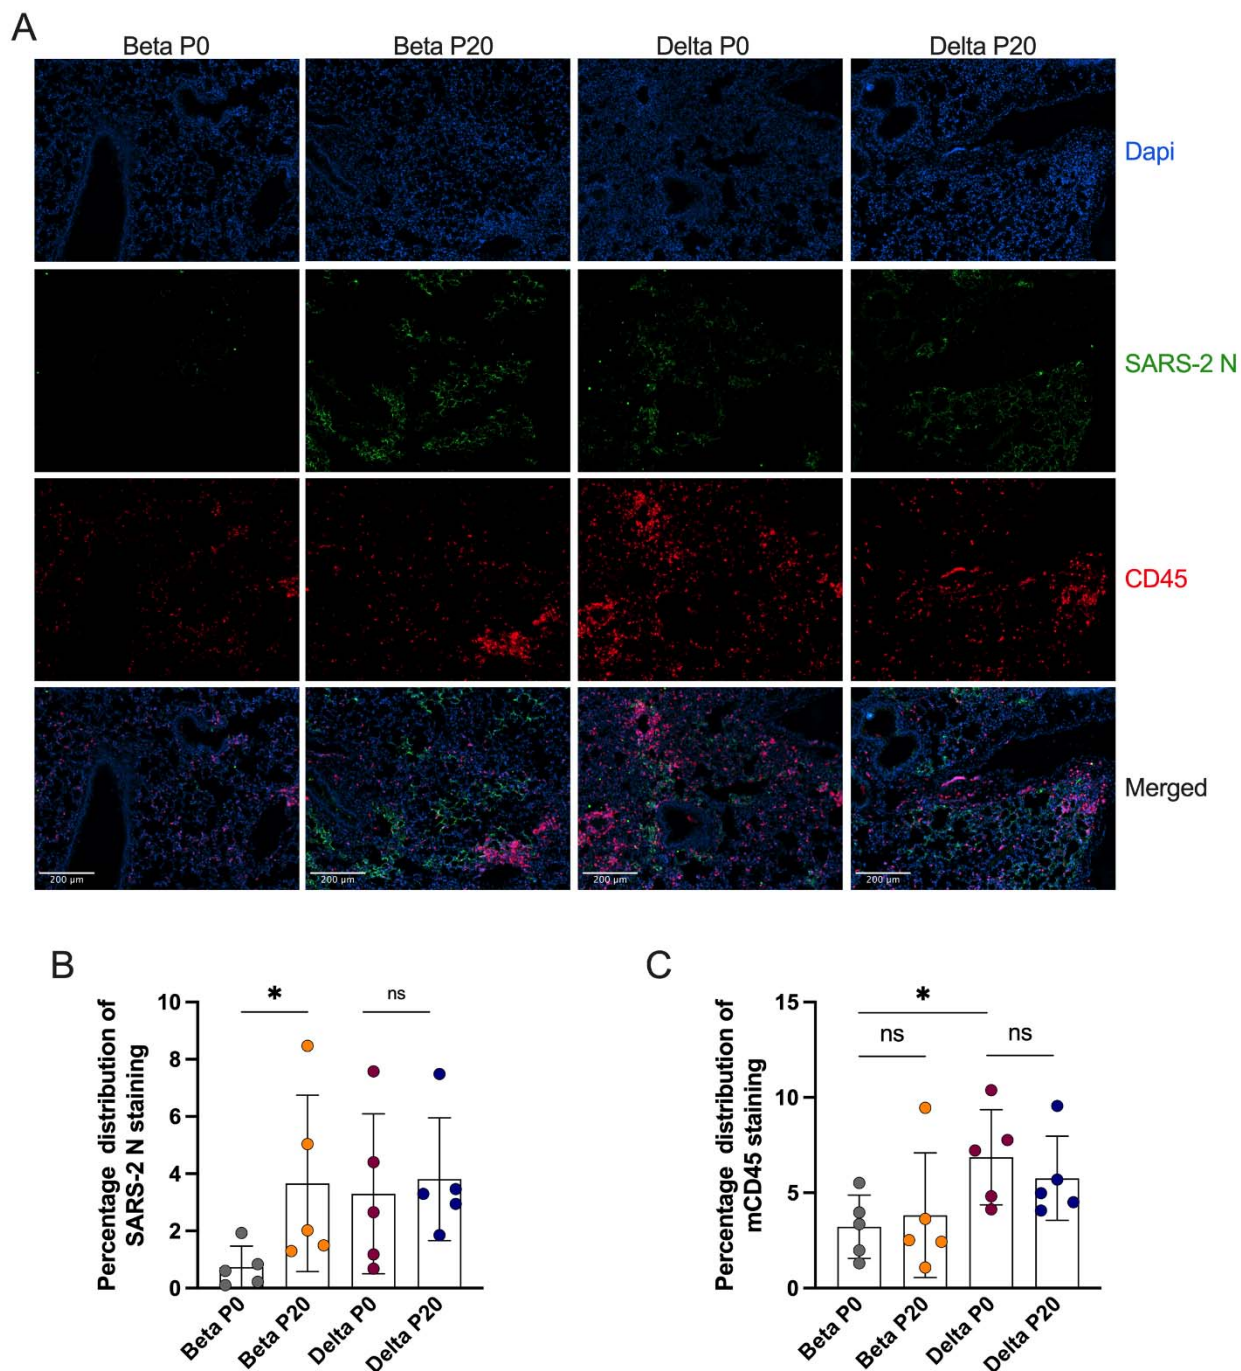 A
Beta P0
Beta P20
Delta P0
Delta P20
Dapi
SARS-2 N
CD45
Merged
200 μm
200 μm
200 μm
200 μm
B
Percentage distribution of
SARS-2 N staining
10
8
6
4
2
0
*
ns
Beta P0
Beta P20
Delta P0
Delta P20
C
Percentage distribution of
mCD45 staining
15
10
5
0
*
ns
ns
Beta P0
Beta P20
Delta P0
Delta P20